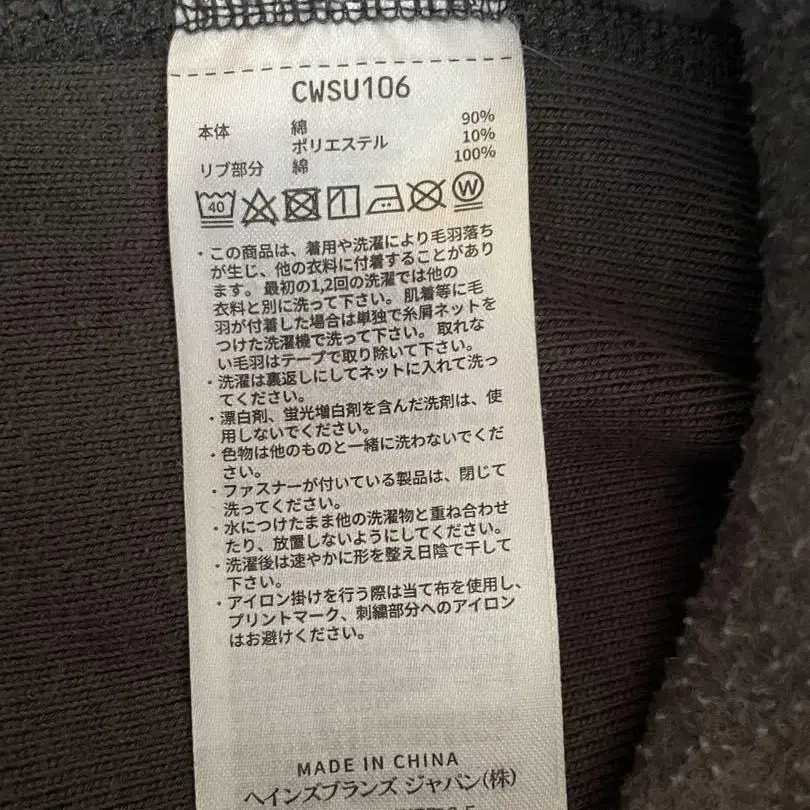 CWSU106
本体 綿 90%
ポリエステル 10%
リブ部分 綿 100%
40 W
・この商品は、着用や洗濯により毛羽落ち
が生じ、他の衣料に付着することがあり
ます。最初の1,2回の洗濯では他の
衣料と別に洗って下さい。肌着等に毛
羽が付着した場合は単独で糸屑ネットを
つけた洗濯機で洗って下さい。取れな
い毛羽はテープで取り除いて下さい。
・洗濯は裏返しにしてネットに入れて洗っ
てください。
・漂白剤、蛍光増白剤を含んだ洗剤は、使
用しないでください。
・色物は他のものと一緒に洗わないでくだ
さい。
・ファスナーが付いている製品は、閉じて
洗ってください。
・水につけたまま他の洗濯物と重ね合わせ
たり、放置しないようにしてください。
・洗濯後は速やかに形を整え日陰で干して
下さい。
・アイロン掛けを行う際は当て布を使用し、
プリントマーク、刺繍部分へのアイロン
はお避けください。
MADE IN CHINA
ヘインズブランズ ジャパン(株)